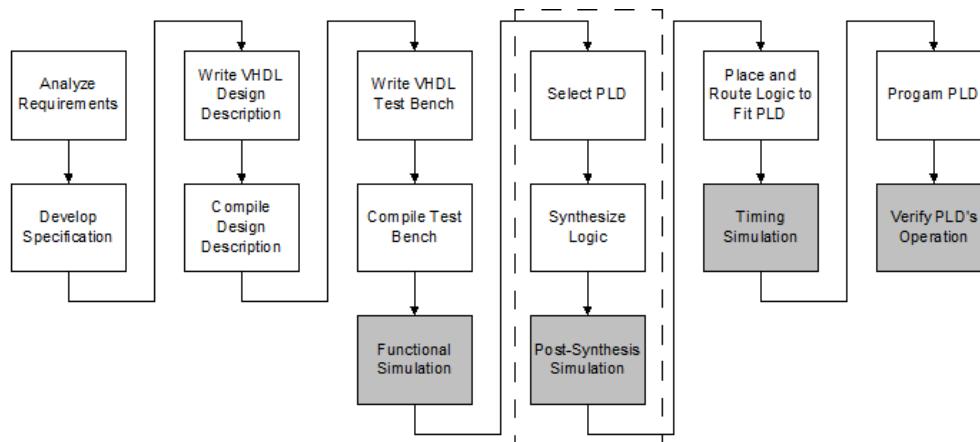 Analyze
Requirements
Develop
Specification
Write VHDL
Design
Description
Compile
Design
Description
Write VHDL
Test Bench
Compile Test
Bench
Functional
Simulation
Select PLD
Synthesize
Logic
Post-Synthesis
Simulation
Place and
Route Logic to
Fit PLD
Timing
Simulation
Progam PLD
Verify PLD's
Operation